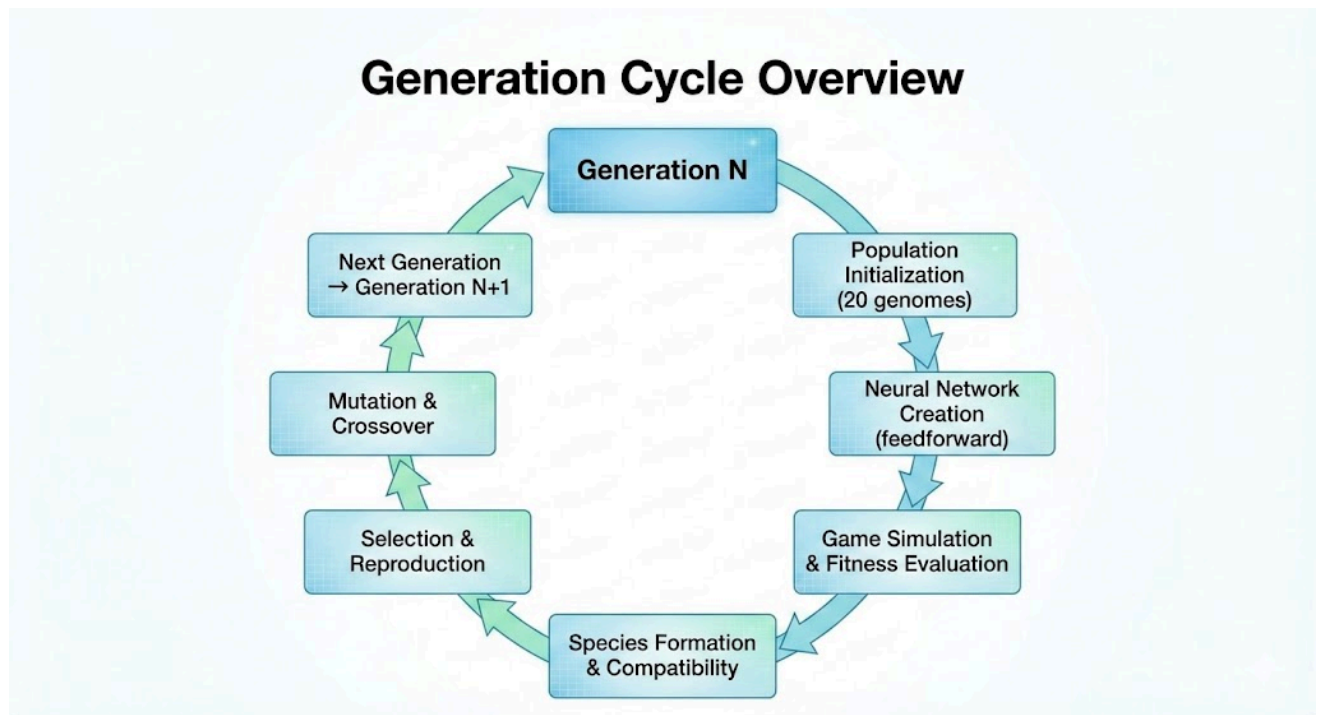 Generation Cycle Overview
Generation N
Population
Initialization
(20 genomes)
Neural Network
Creation
(feedforward)
Game Simulation
& Fitness Evaluation
Species Formation
& Compatibility
Selection &
Reproduction
Mutation &
Crossover
Next Generation
→ Generation N+1